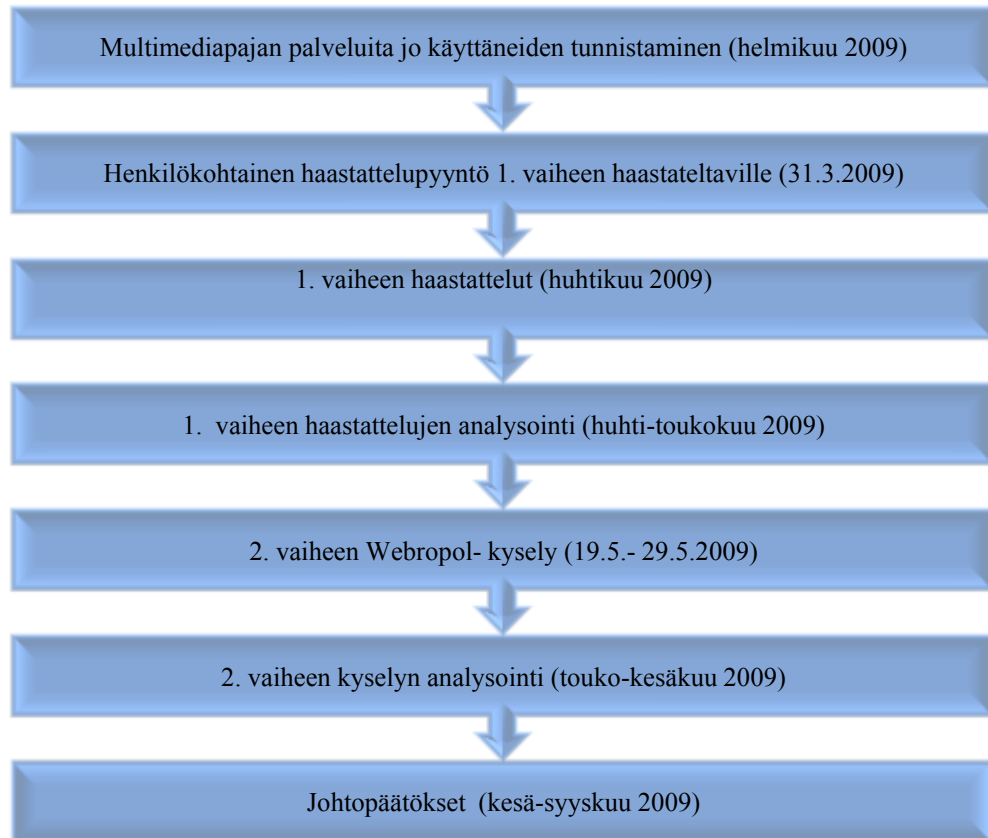 Multimediapajan palveluita jo käyttäneiden tunnistaminen (helmikuu 2009)
Henkilökohtainen haastattelupyyntö 1. vaiheen haastateltaville (31.3.2009)
1. vaiheen haastattelut (huhtikuu 2009)
1. vaiheen haastattelujen analysointi (huhti-toukokuu 2009)
2. vaiheen Webropol- kysely (19.5.- 29.5.2009)
2. vaiheen kyselyn analysointi (touko-kesäkuu 2009)
Johtopäätökset (kesä-syyskuu 2009)